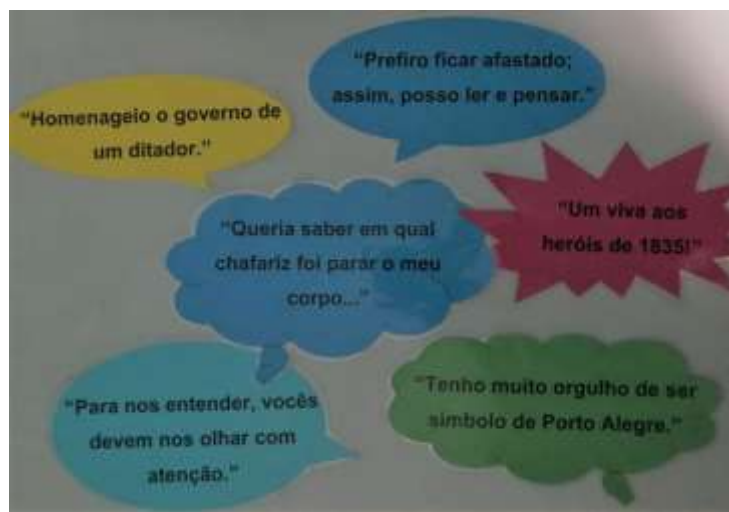 "Prefiro ficar afastado;
assim, posso ler e pensar."
"Homenageio o governo de
um ditador."
"Um viva aos
heróis de 1835!"
"Queria saber em qual
chafariz foi parar o meu
corpo..."
"Tenho muito orgulho de ser
símbolo de Porto Alegre."
"Para nos entender, vocês
devem nos olhar com
atenção."